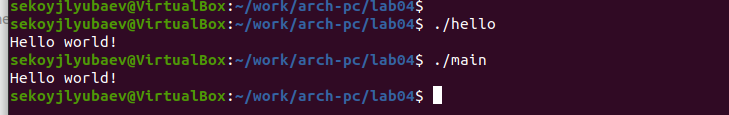 sekoyjlyubaev@VirtualBox:~/work/arch-pc/lab04$
sekoyjlyubaev@VirtualBox:~/work/arch-pc/lab04$ ./hello
Hello world!
sekoyjlyubaev@VirtualBox:~/work/arch-pc/lab04$ ./main
Hello world!
sekoyjlyubaev@VirtualBox:~/work/arch-pc/lab04$